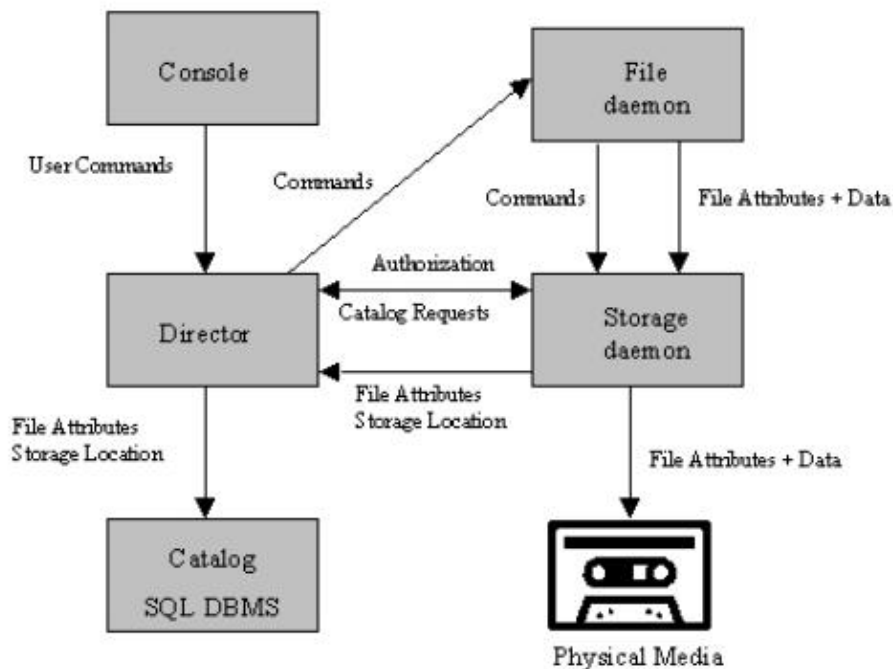 Console
File
daemon
User Commands
Commands
Commands
File Attributes + Data
Authorization
Director
Catalog Requests
Storage
daemon
File Attributes
Storage Location
File Attributes
Storage Location
File Attributes + Data
Catalog
SQL DBMS
Physical Media